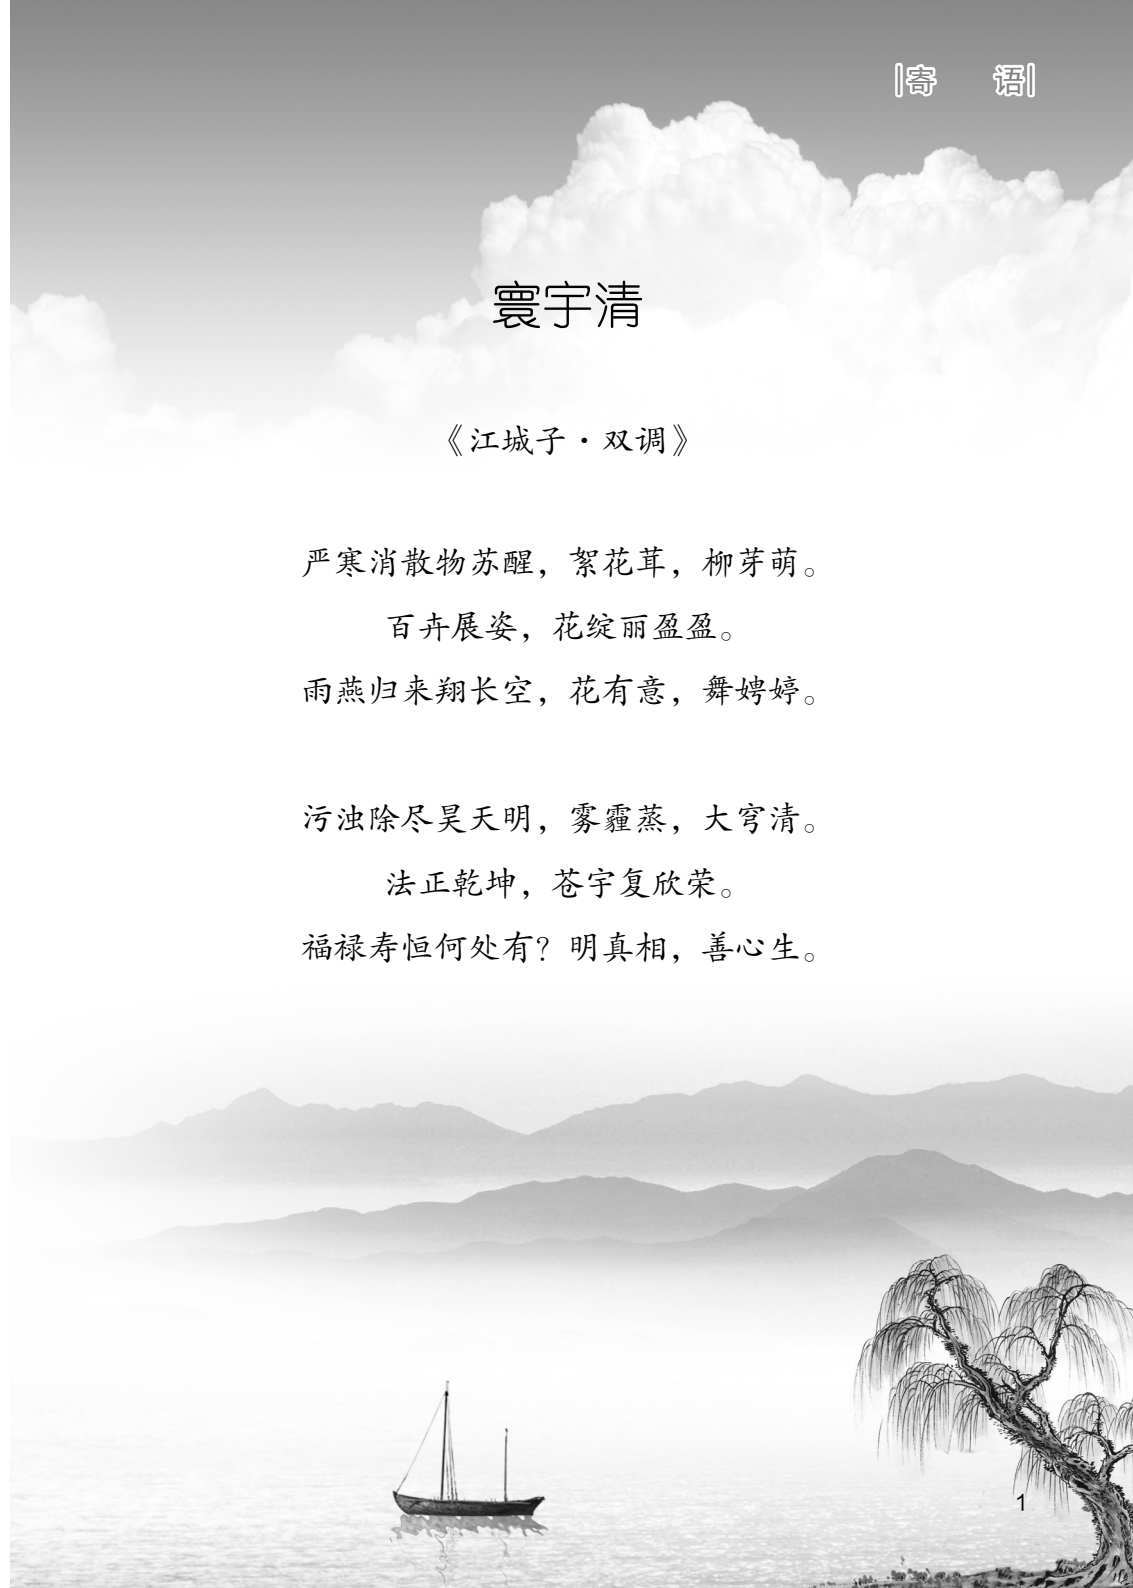 寄 语
寰宇清
《江城子·双调》
严寒消散物苏醒，絮花茸，柳芽萌。
百卉展姿，花绽丽盈盈。
雨燕归来翔长空，花有意，舞娉婷。
污浊除尽昊天明，雾霾蒸，大穹清。
法正乾坤，苍宇复欣荣。
福禄寿恒何处有？明真相，善心生。
1